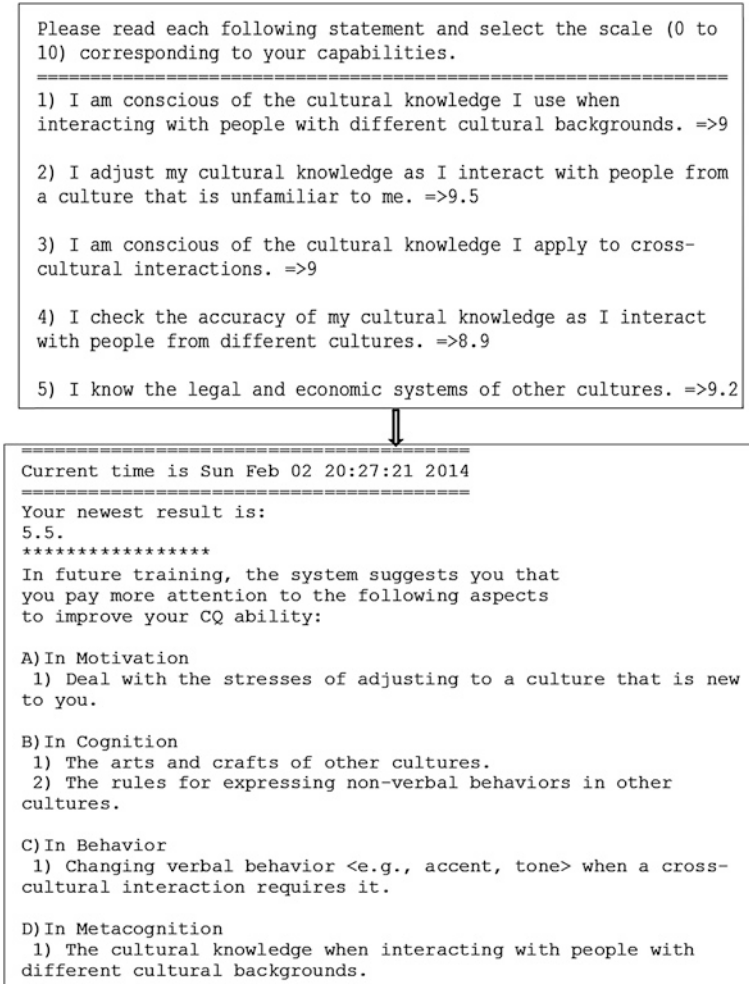 Please read each following statement and select the scale (0 to
10) corresponding to your capabilities.
==============================================================
1) I am conscious of the cultural knowledge I use when
interacting with people with different cultural backgrounds. =>9
2) I adjust my cultural knowledge as I interact with people from
a culture that is unfamiliar to me. =>9.5
3) I am conscious of the cultural knowledge I apply to cross-
cultural interactions. =>9
4) I check the accuracy of my cultural knowledge as I interact
with people from different cultures. =>8.9
5) I know the legal and economic systems of other cultures. =>9.2
========================================
Current time is Sun Feb 02 20:27:21 2014
========================================
Your newest result is:
5.5.
*****************
In future training, the system suggests you that
you pay more attention to the following aspects
to improve your CQ ability:
A)In Motivation
1) Deal with the stresses of adjusting to a culture that is new
to you.
B)In Cognition
1) The arts and crafts of other cultures.
2) The rules for expressing non-verbal behaviors in other
cultures.
C)In Behavior
1) Changing verbal behavior <e.g., accent, tone> when a cross-
cultural interaction requires it.
D)In Metacognition
1) The cultural knowledge when interacting with people with
different cultural backgrounds.